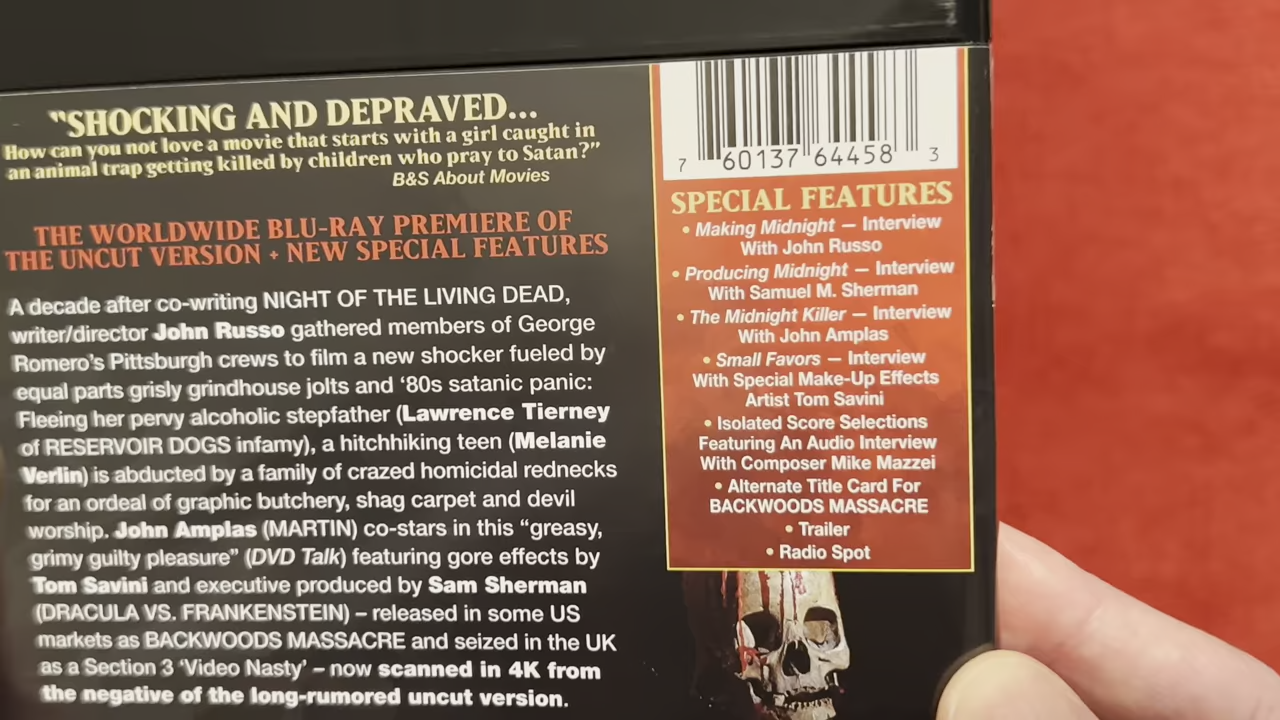 “SHOCKING AND DEPRAVED...
How can you not love a movie that starts with a girl caught in
an animal trap getting killed by children who pray to Satan?”
B&S About Movies
THE WORLDWIDE BLU-RAY PREMIERE OF
THE UNCUT VERSION + NEW SPECIAL FEATURES
A decade after co-writing NIGHT OF THE LIVING DEAD,
writer/director John Russo gathered members of George
Romero’s Pittsburgh crews to film a new shocker fueled by
equal parts grisly grindhouse jolts and ‘80s satanic panic:
Fleeing her pervy alcoholic stepfather (Lawrence Tierney
of RESERVOIR DOGS infamy), a hitchhiking teen (Melanie
Verlin) is abducted by a family of crazed homicidal rednecks
for an ordeal of graphic butchery, shag carpet and devil
worship. John Amplas (MARTIN) co-stars in this “greasy,
grimy guilty pleasure” (DVD Talk) featuring gore effects by
Tom Savini and executive produced by Sam Sherman
(DRACULA VS. FRANKENSTEIN) – released in some US
markets as BACKWOODS MASSACRE and seized in the UK
as a Section 3 ‘Video Nasty’ – now scanned in 4K from
the negative of the long-rumored uncut version.
7 60137 64458 3
SPECIAL FEATURES
• Making Midnight — Interview
With John Russo
• Producing Midnight — Interview
With Samuel M. Sherman
• The Midnight Killer — Interview
With John Amplas
• Small Favors — Interview
With Special Make-Up Effects
Artist Tom Savini
• Isolated Score Selections
Featuring An Audio Interview
With Composer Mike Mazzei
• Alternate Title Card For
BACKWOODS MASSACRE
• Trailer
• Radio Spot